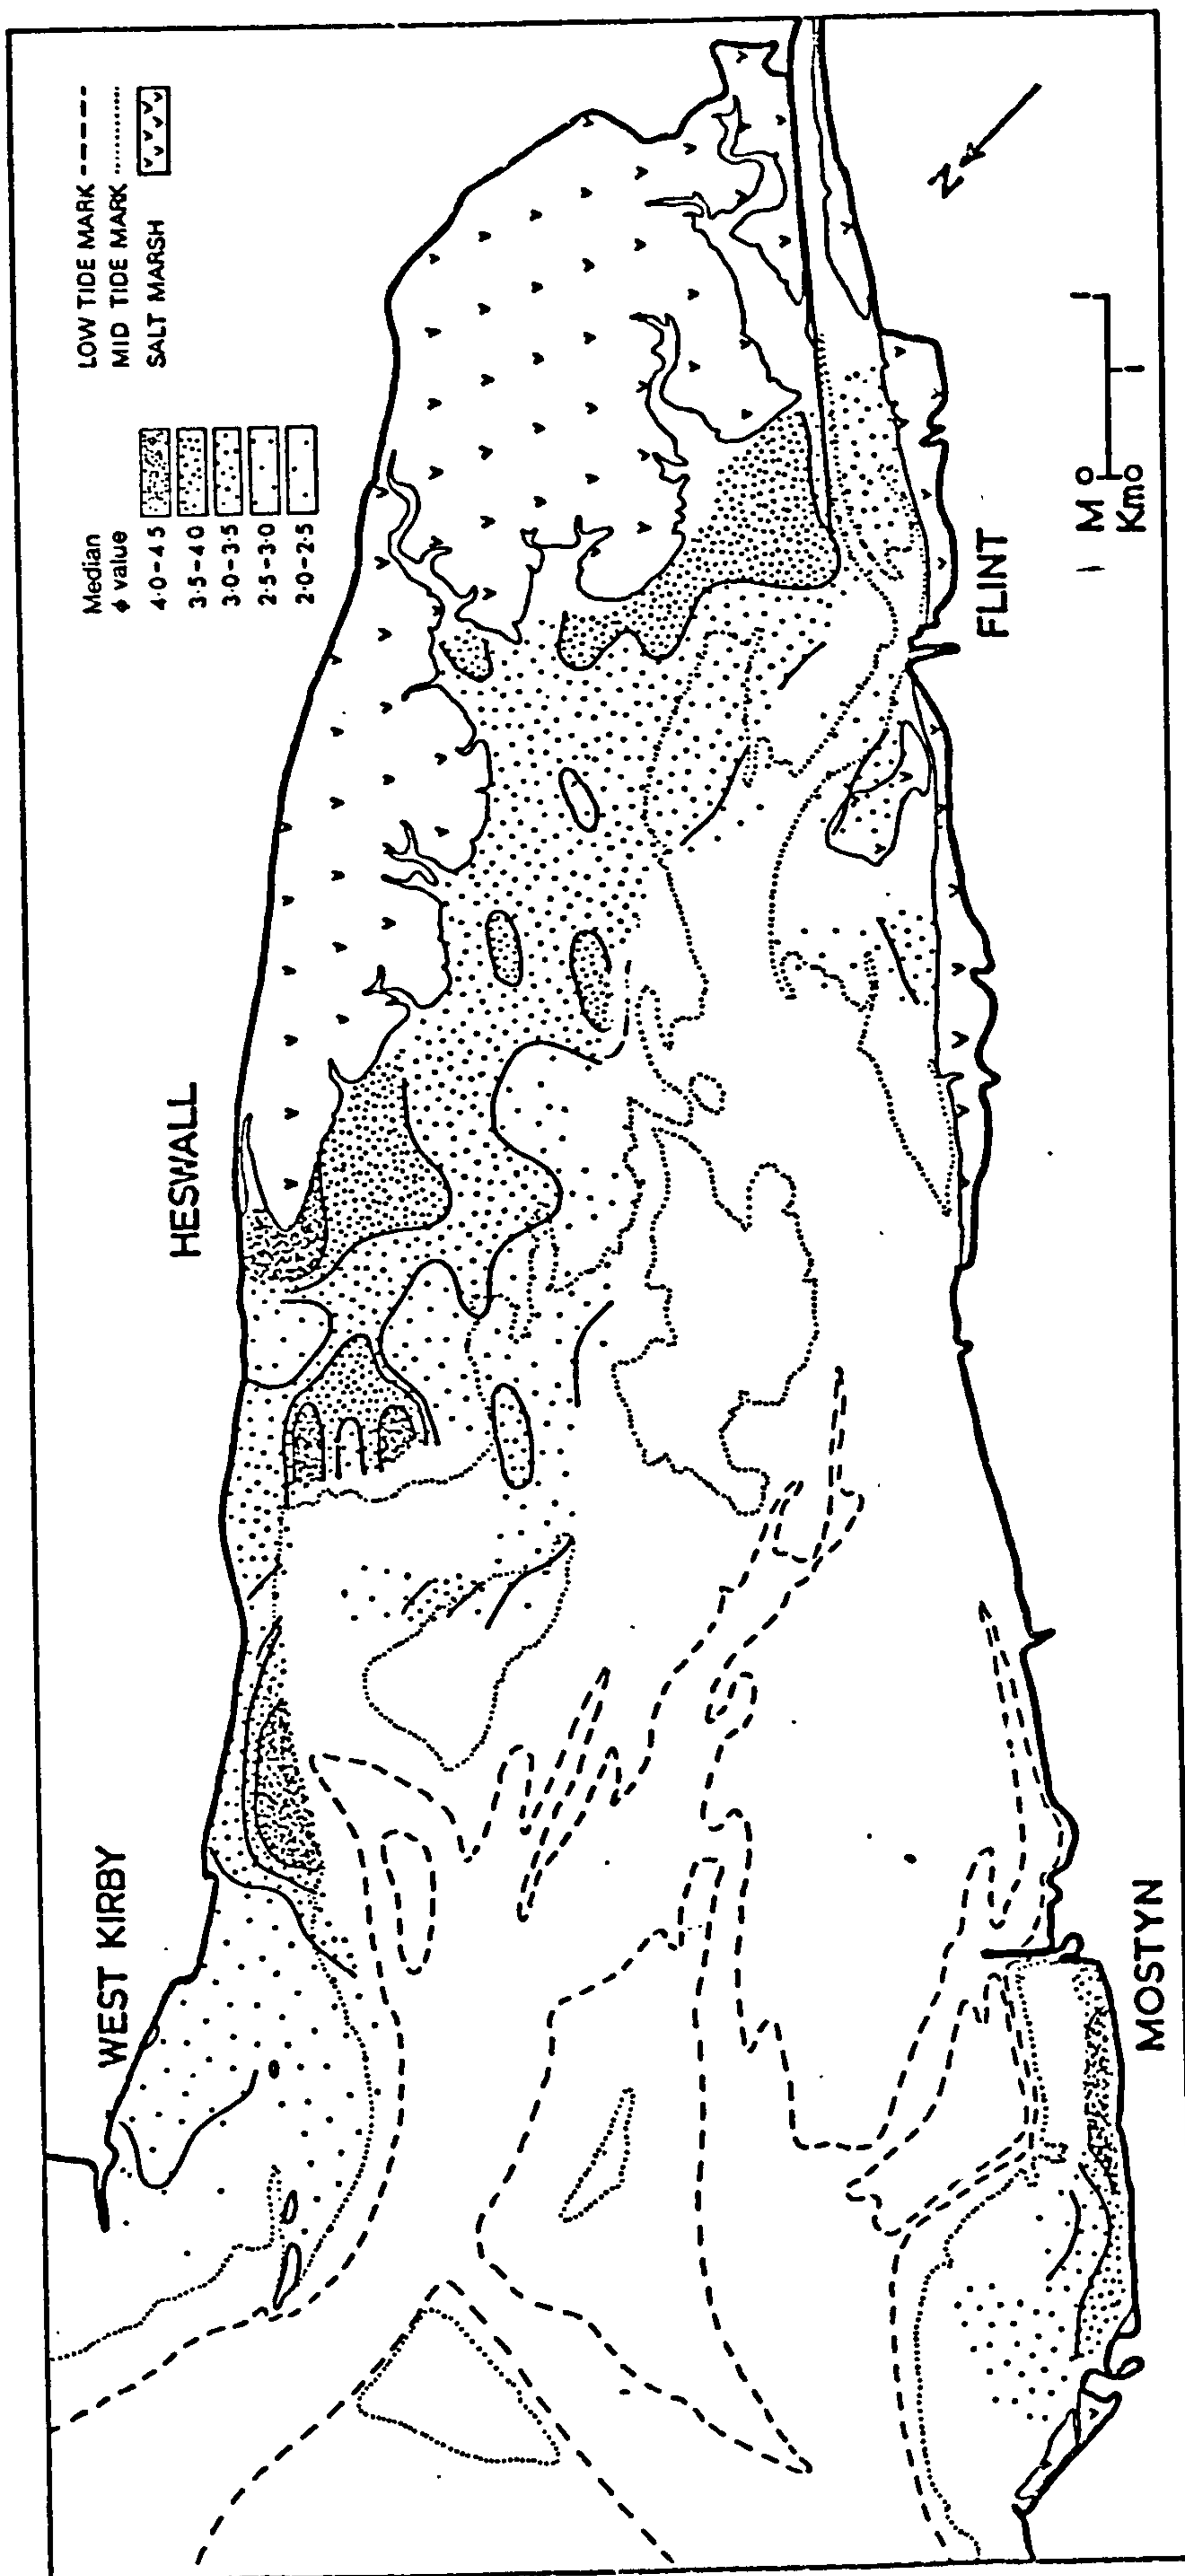 LOW TIDE MARK
MID TIDE MARK
SALT MARSH
Median
ϕ value
4·0-4·5
3·5-4·0
3·0-3·5
2·5-3·0
2·0-2·5
N
WEST KIRBY
HESWALL
FLINT
MOSTYN
M 0 1
Km 0 1